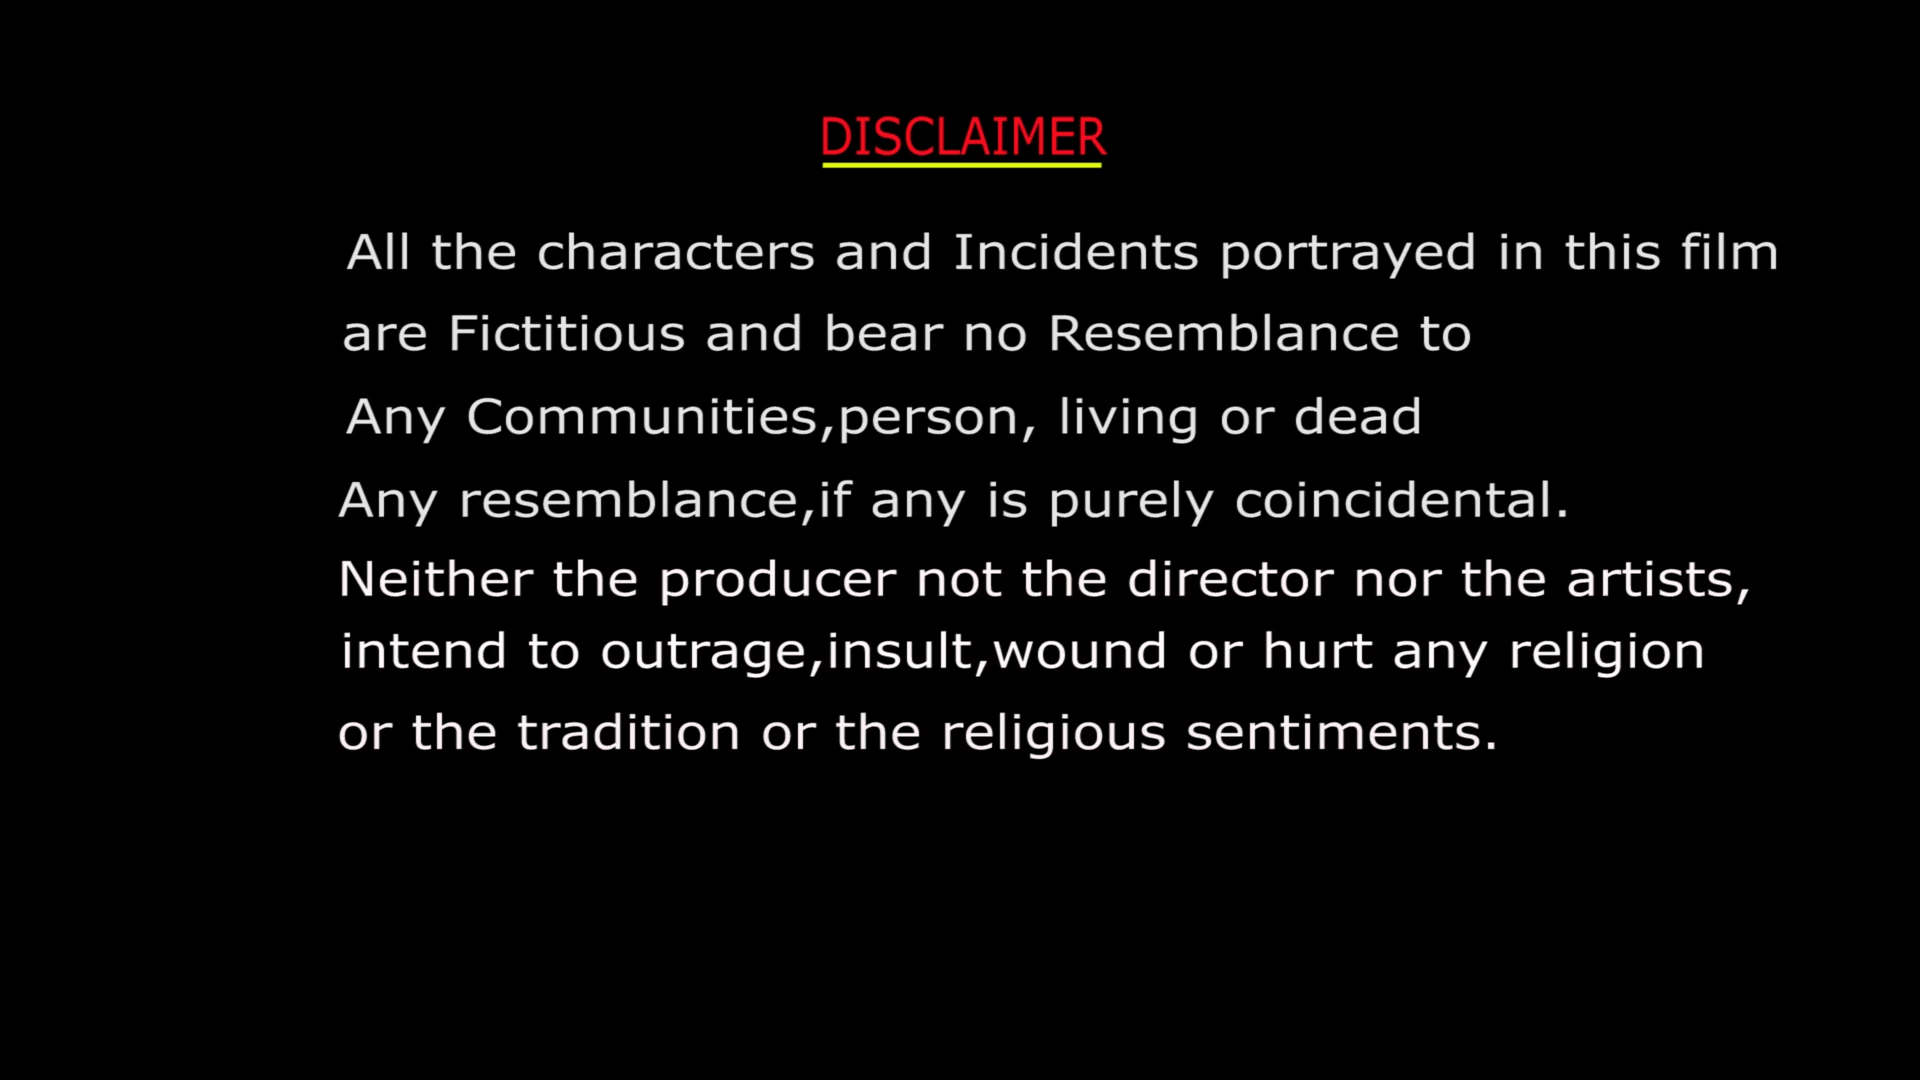 DISCLAIMER
All the characters and Incidents portrayed in this film
are Fictitious and bear no Resemblance to
Any Communities,person, living or dead
Any resemblance,if any is purely coincidental.
Neither the producer not the director nor the artists,
intend to outrage,insult,wound or hurt any religion
or the tradition or the religious sentiments.